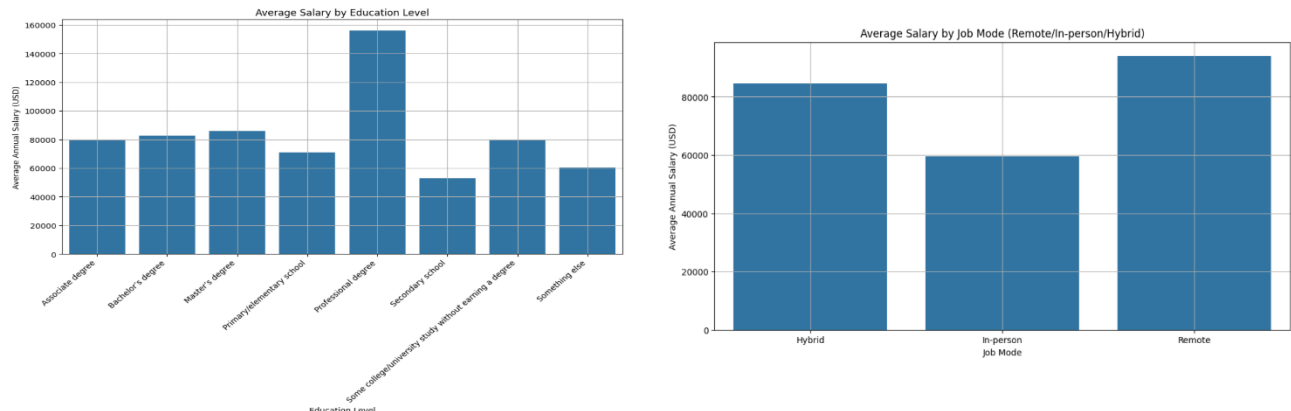 Average Salary by Education Level
160000
140000
120000
100000
80000
60000
40000
20000
0
Average Annual Salary (USD)
Associate degree
Bachelor's degree
Master's degree
Primary/elementary school
Professional degree
Secondary school
Some college/university study without earning a degree
Something else
Education Level
Average Salary by Job Mode (Remote/In-person/Hybrid)
80000
60000
40000
20000
0
Average Annual Salary (USD)
Hybrid
In-person
Remote
Job Mode